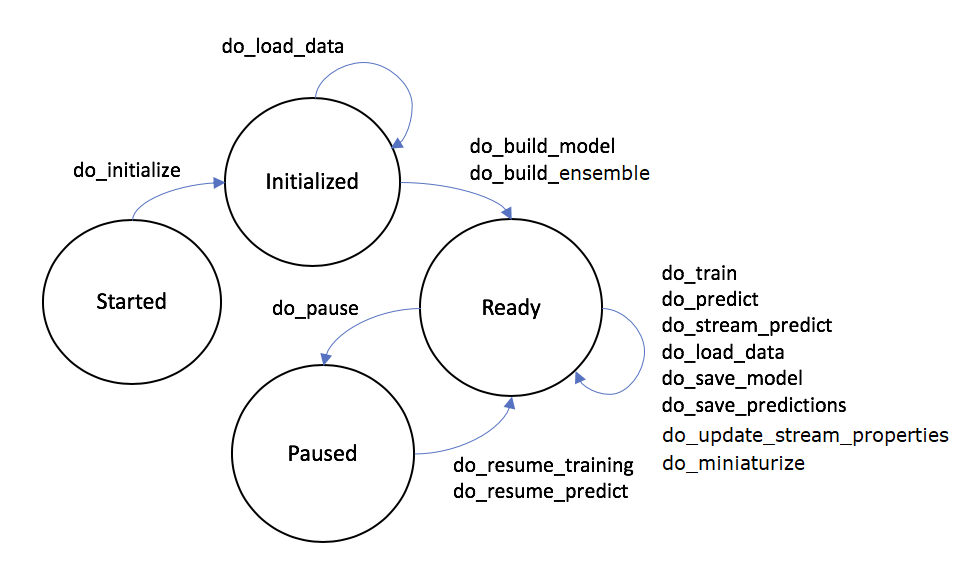 do_load_data
do_build_model
do_build_ensemble
do_initialize
Initialized
Started
do_pause
Ready
do_train
do_predict
do_stream_predict
do_load_data
do_save_model
do_save_predictions
do_update_stream_properties
do_miniaturize
Paused
do_resume_training
do_resume_predict